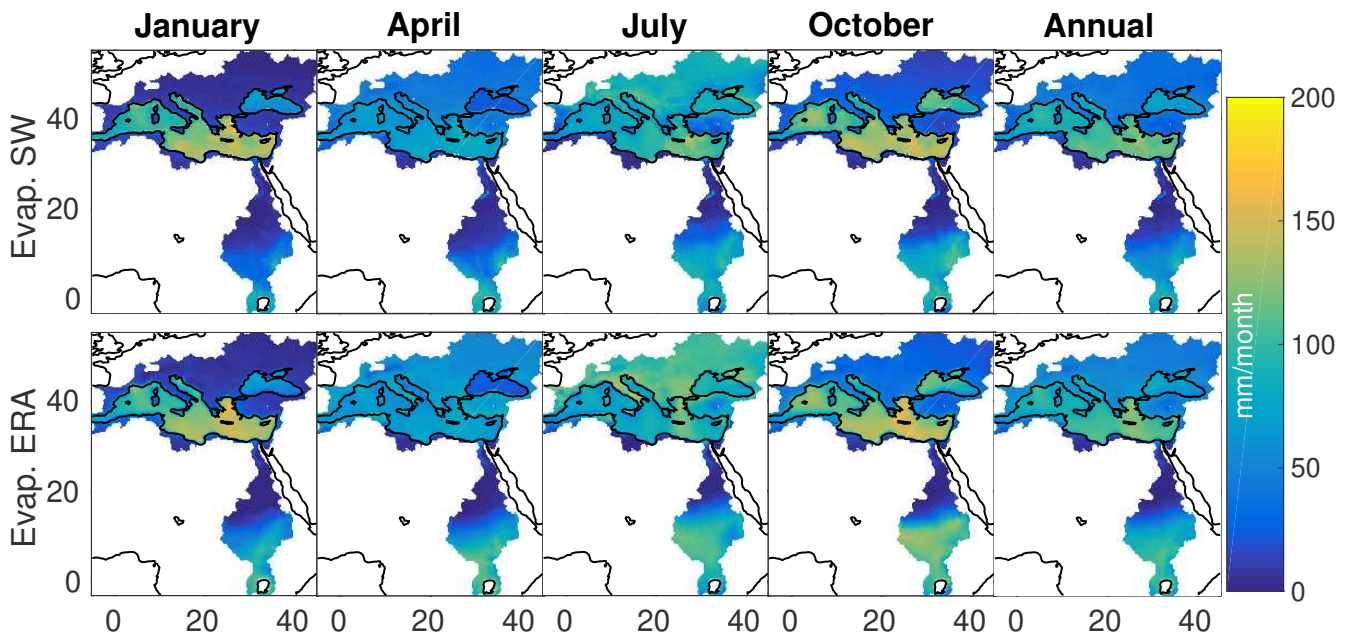 January April July October Annual
Evap. SW
40
20
0
Evap. ERA
40
20
0
0 20 40 0 20 40 0 20 40 0 20 40 0 20 40
200
150
100
50
0
mm/month